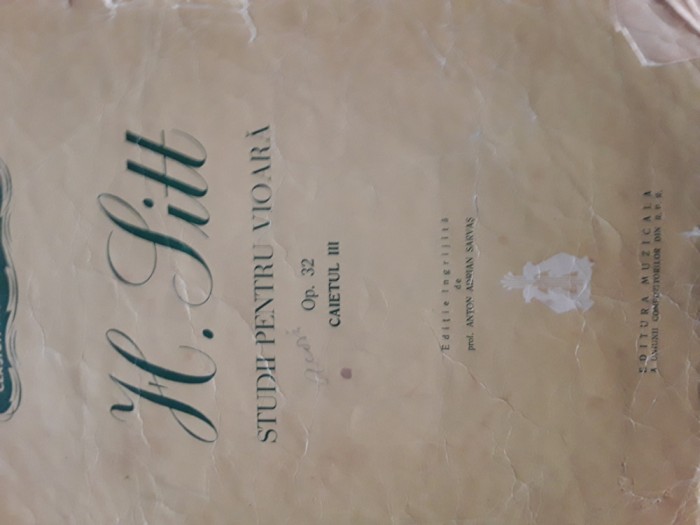 H. Sitt
STUDII PENTRU VIOARĂ
Op. 32
CAIETUL III
Ediție îngrijită
de
prof. ANTON ADRIAN SARVAȘ
EDITURA MUZICALĂ
A UNIUNII COMPOZITORILOR DIN R.P.R.